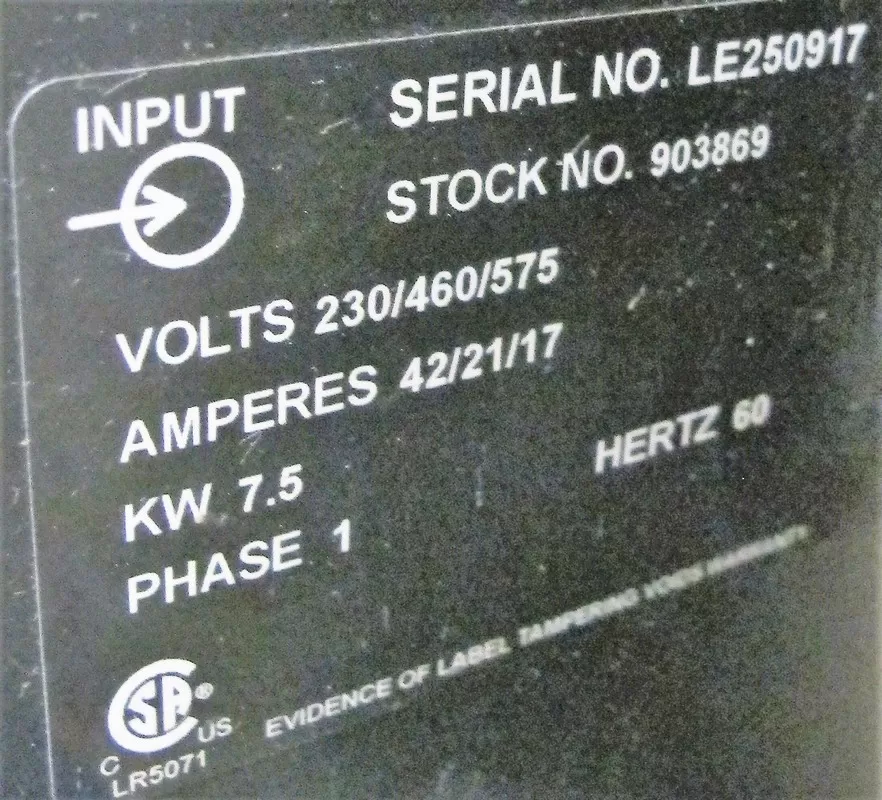 INPUT
SERIAL NO. LE250917
STOCK NO. 903869
VOLTS 230/460/575
AMPERES 42/21/17
KW 7.5
HERTZ 60
PHASE 1
CSA®
C US
LR5071
EVIDENCE OF LABEL TAMPERING VOIDS WARRANTY